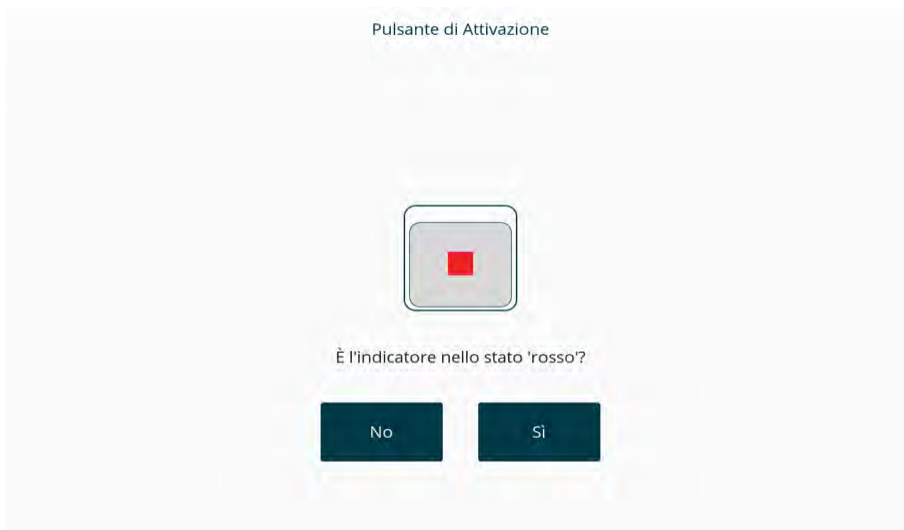 Pulsante di Attivazione
È l'indicatore nello stato 'rosso'?
No
Sì